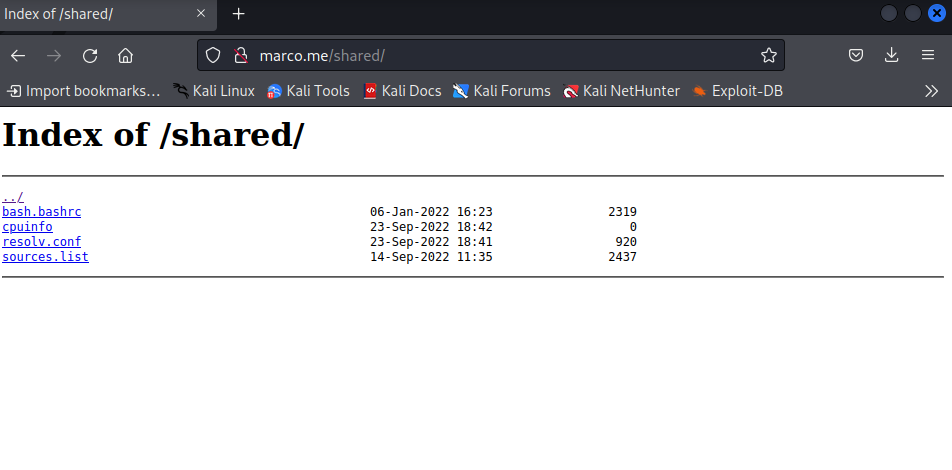 Index of /shared/
marco.me/shared/
Import bookmarks... Kali Linux Kali Tools Kali Docs Kali Forums Kali NetHunter Exploit-DB
Index of /shared/
../
bash.bashrc 06-Jan-2022 16:23 2319
cpuinfo 23-Sep-2022 18:42 0
resolv.conf 23-Sep-2022 18:41 920
sources.list 14-Sep-2022 11:35 2437